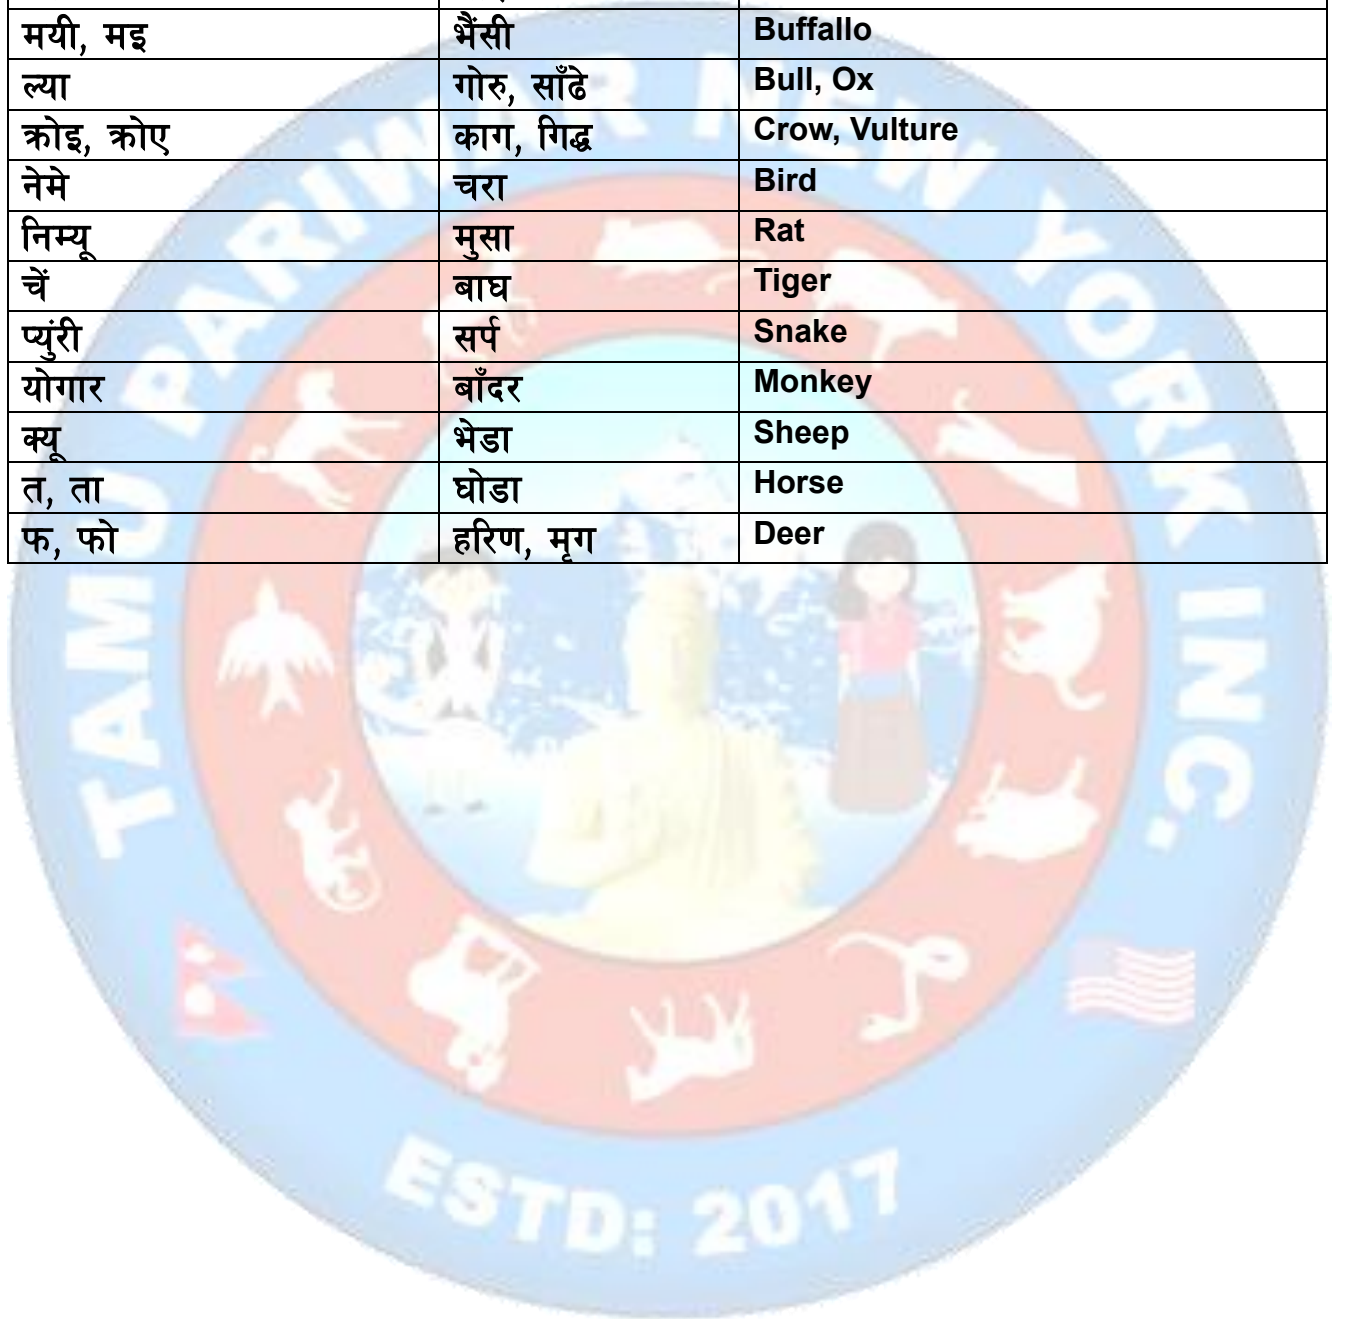 मयी, मइ भैंसी Buffallo
ल्या गोरु, साँढे Bull, Ox
क्रोइ, क्रोए काग, गिद्ध Crow, Vulture
नेमे चरा Bird
निम्यू मुसा Rat
चें बाघ Tiger
प्युंरी सर्प Snake
योगार बाँदर Monkey
क्यू भेडा Sheep
त, ता घोडा Horse
फ, फो हरिण, मृग Deer
TAMU PARIWAR NEW YORK INC.
ESTD: 2017